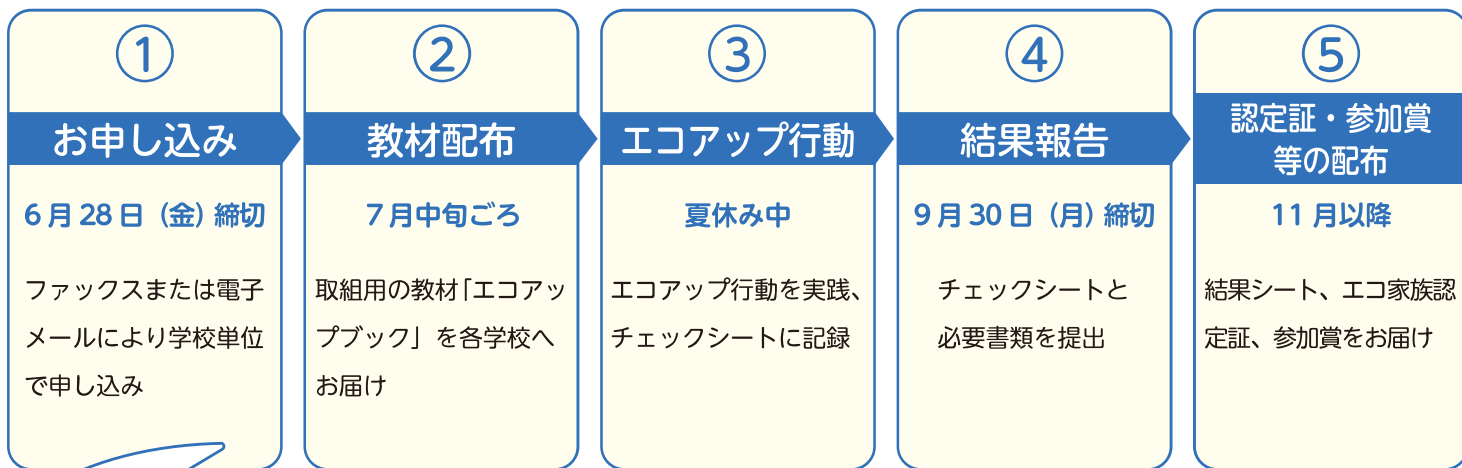 ①
お申し込み
6月28日（金）締切
ファックスまたは電子
メールにより学校単位
で申し込み
②
教材配布
7月中旬ごろ
取組用の教材「エコアッ
プブック」を各学校へ
お届け
③
エコアップ行動
夏休み中
エコアップ行動を実践、
チェックシートに記録
④
結果報告
9月30日（月）締切
チェックシートと
必要書類を提出
⑤
認定証・参加賞
等の配布
11月以降
結果シート、エコ家族認
定証、参加賞をお届け